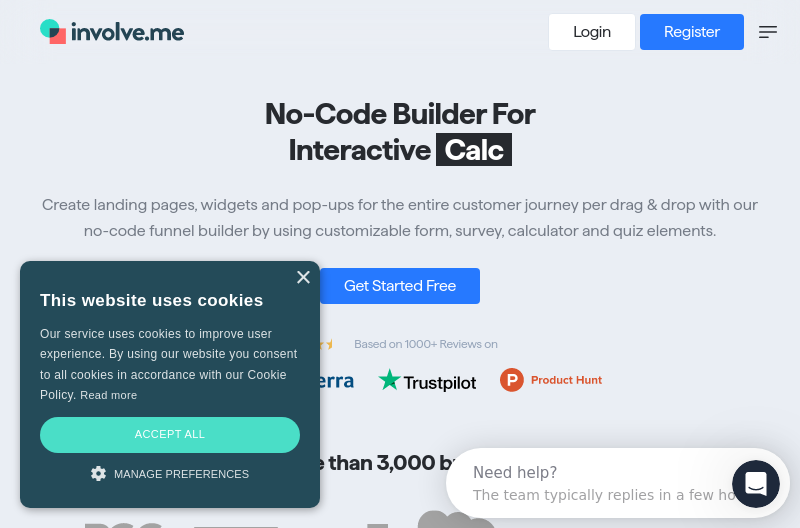 involve.me
Login
Register
No-Code Builder For
Interactive Calc
Create landing pages, widgets and pop-ups for the entire customer journey per drag & drop with our
no-code funnel builder by using customizable form, survey, calculator and quiz elements.
Get Started Free
This website uses cookies
Our service uses cookies to improve user
experience. By using our website you consent
to all cookies in accordance with our Cookie
Policy. Read more
ACCEPT ALL
MANAGE PREFERENCES
Based on 1000+ Reviews on
Trustpilot
P Product Hunt
than 3,000
Need help?
The team typically replies in a few